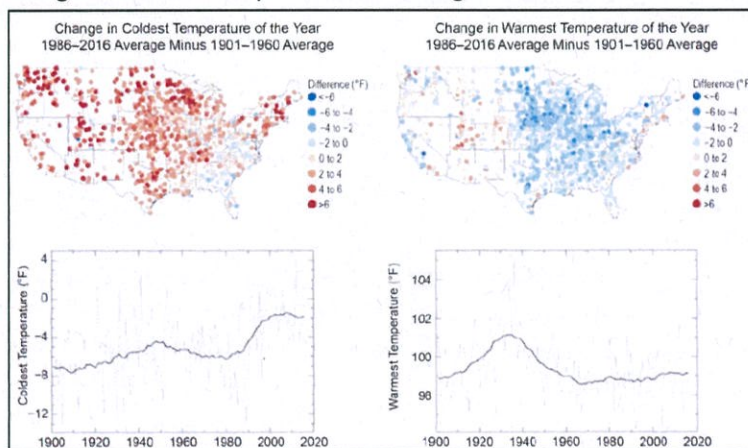 Change in Coldest Temperature of the Year
1986–2016 Average Minus 1901–1960 Average
Difference (°F)
<−6
−6 to −4
−4 to −2
−2 to 0
0 to 2
2 to 4
4 to 6
>6
Change in Warmest Temperature of the Year
1986–2016 Average Minus 1901–1960 Average
Difference (°F)
<−6
−6 to −4
−4 to −2
−2 to 0
0 to 2
2 to 4
4 to 6
>6
Coldest Temperature (°F)
4
0
−4
−8
−12
1900 1920 1940 1960 1980 2000 2020
Warmest Temperature (°F)
104
102
100
98
1900 1920 1940 1960 1980 2000 2020